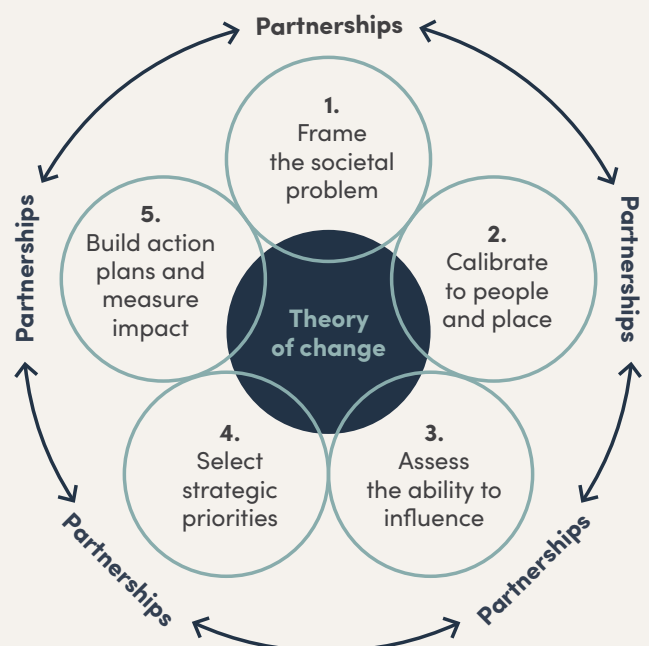 Partnerships
1.
Frame
the societal
problem
Partnerships
2.
Calibrate
to people
and place
Partnerships
3.
Assess
the ability to
influence
Partnerships
4.
Select
strategic
priorities
Partnerships
5.
Build action
plans and
measure
impact
Theory
of change